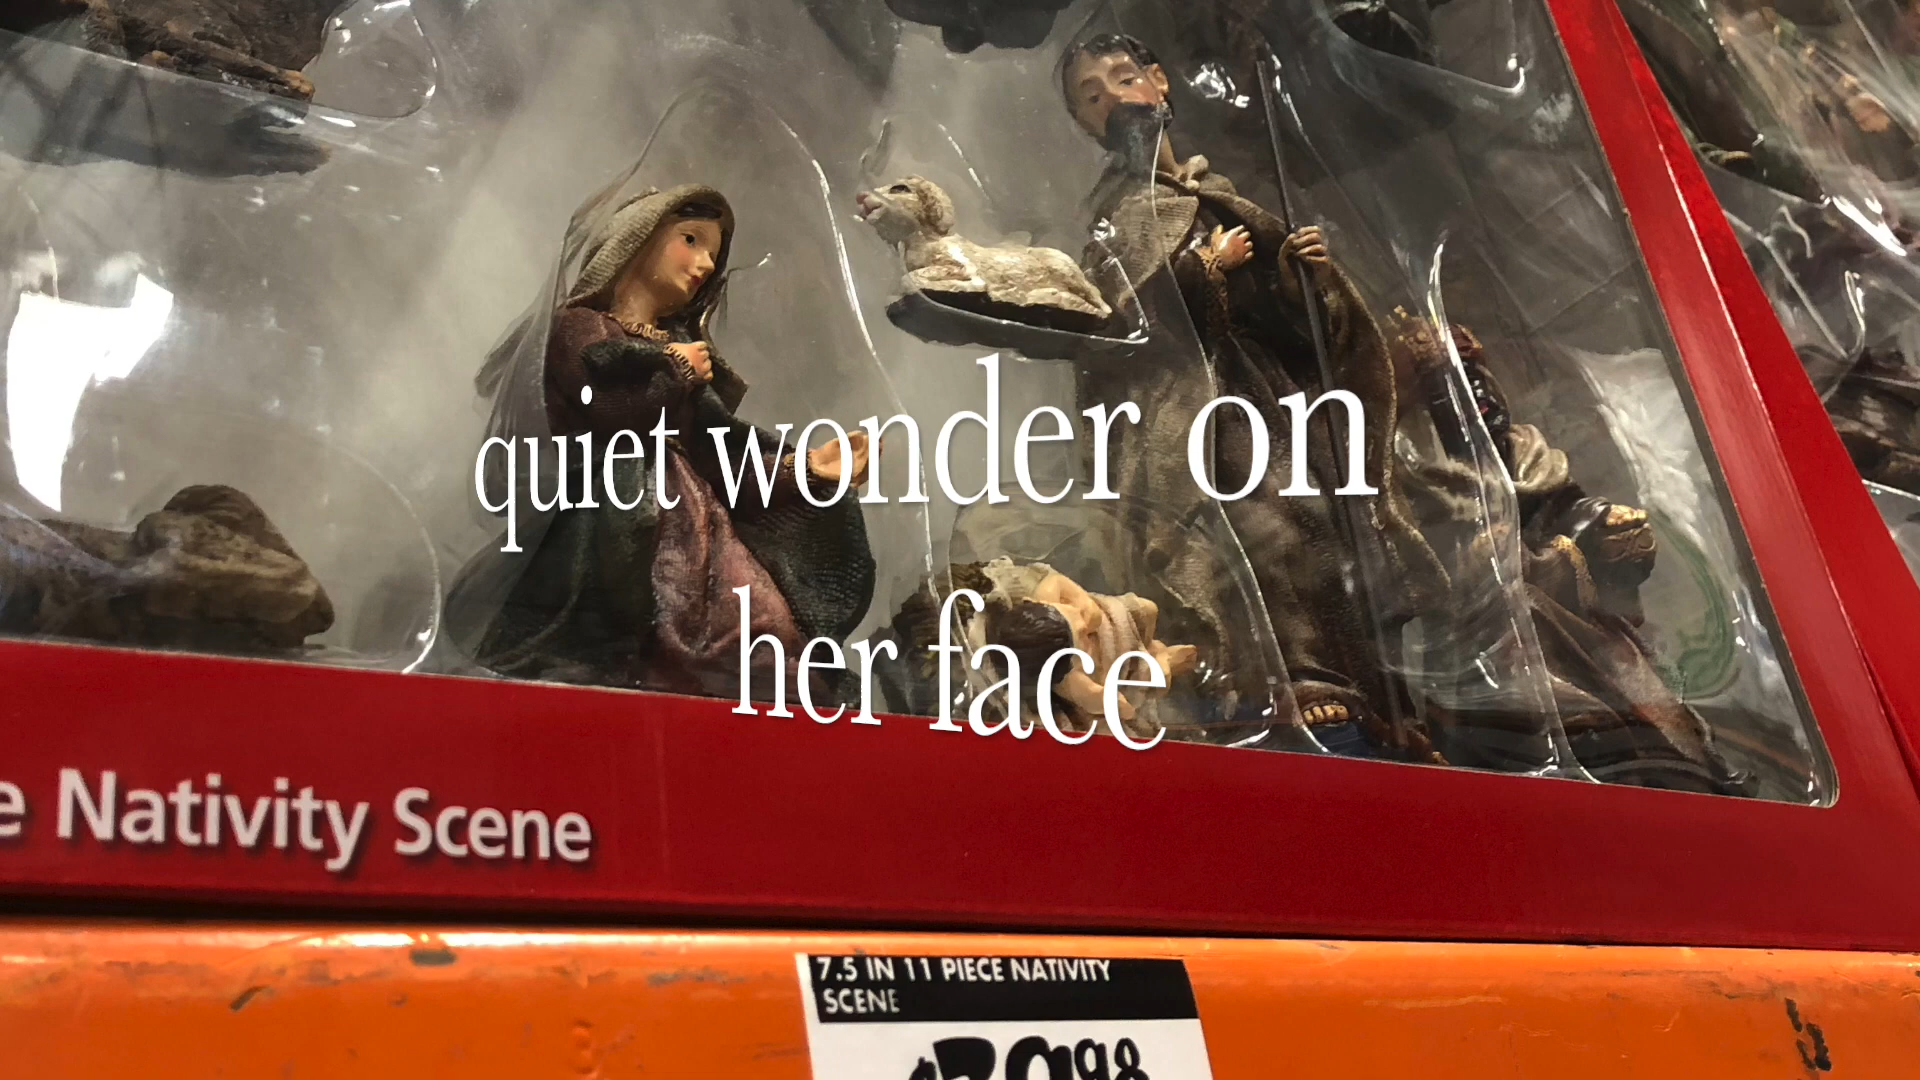 quiet wonder on
her face
Nativity Scene
7.5 IN 11 PIECE NATIVITY
SCENE